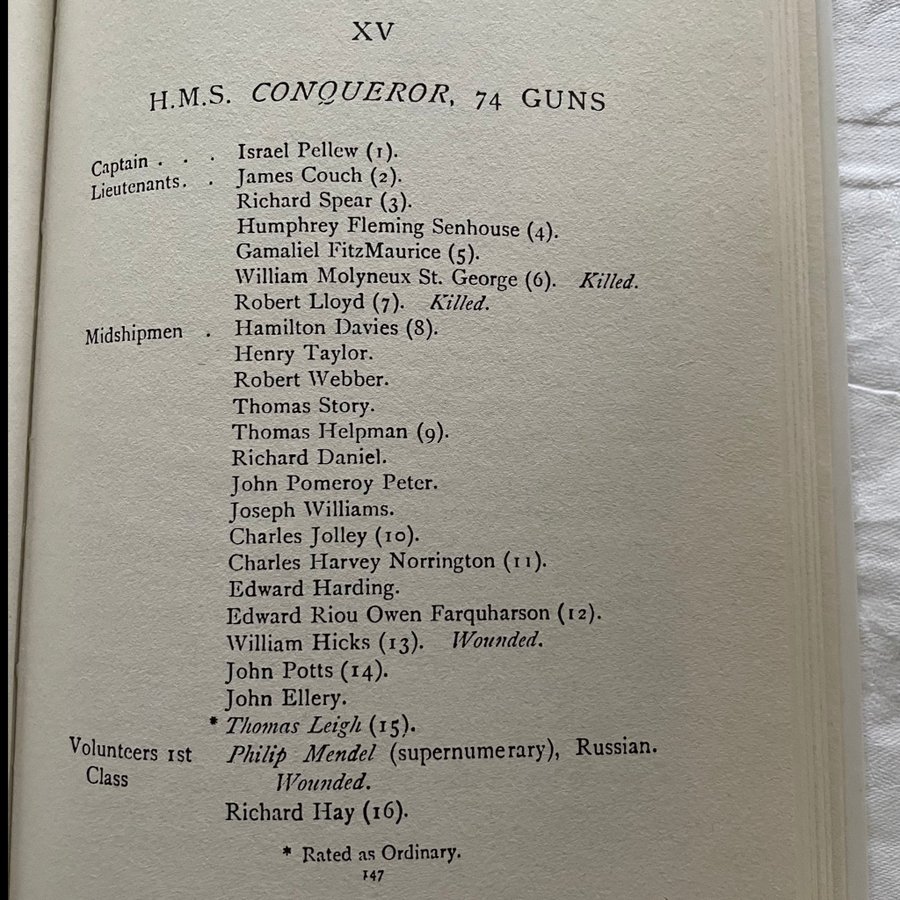 XV
H.M.S. CONQUEROR, 74 GUNS
Captain . . . Israel Pellew (1).
Lieutenants. . James Couch (2).
Richard Spear (3).
Humphrey Fleming Senhouse (4).
Gamaliel FitzMaurice (5).
William Molyneux St. George (6). Killed.
Robert Lloyd (7). Killed.
Midshipmen . Hamilton Davies (8).
Henry Taylor.
Robert Webber.
Thomas Story.
Thomas Helpman (9).
Richard Daniel.
John Pomeroy Peter.
Joseph Williams.
Charles Jolley (10).
Charles Harvey Norrington (11).
Edward Harding.
Edward Riou Owen Farquharson (12).
William Hicks (13). Wounded.
John Potts (14).
John Ellery.
* Thomas Leigh (15).
Volunteers 1st Philip Mendel (supernumerary), Russian.
Class Wounded.
Richard Hay (16).
* Rated as Ordinary.
147